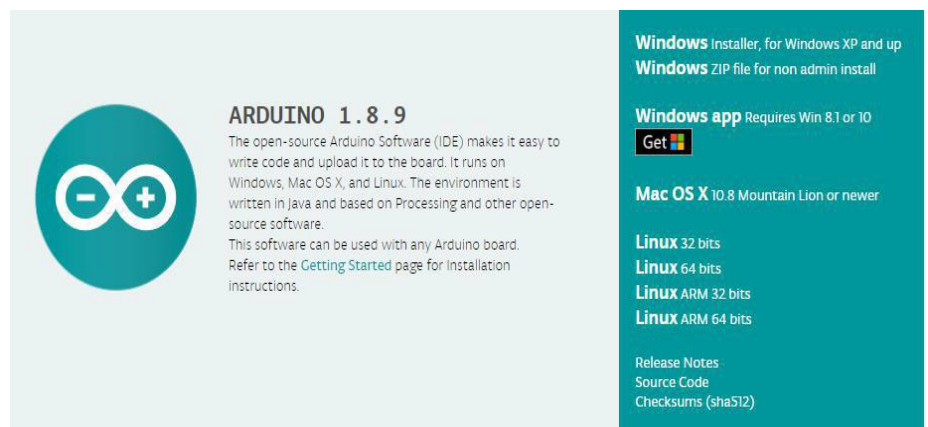 ARDUINO 1.8.9
The open-source Arduino Software (IDE) makes it easy to
write code and upload it to the board. It runs on
Windows, Mac OS X, and Linux. The environment is
written in Java and based on Processing and other open-
source software.
This software can be used with any Arduino board.
Refer to the Getting Started page for Installation
instructions.
Windows Installer, for Windows XP and up
Windows ZIP file for non admin install
Windows app Requires Win 8.1 or 10
Get
Mac OS X 10.8 Mountain Lion or newer
Linux 32 bits
Linux 64 bits
Linux ARM 32 bits
Linux ARM 64 bits
Release Notes
Source Code
Checksums (sha512)